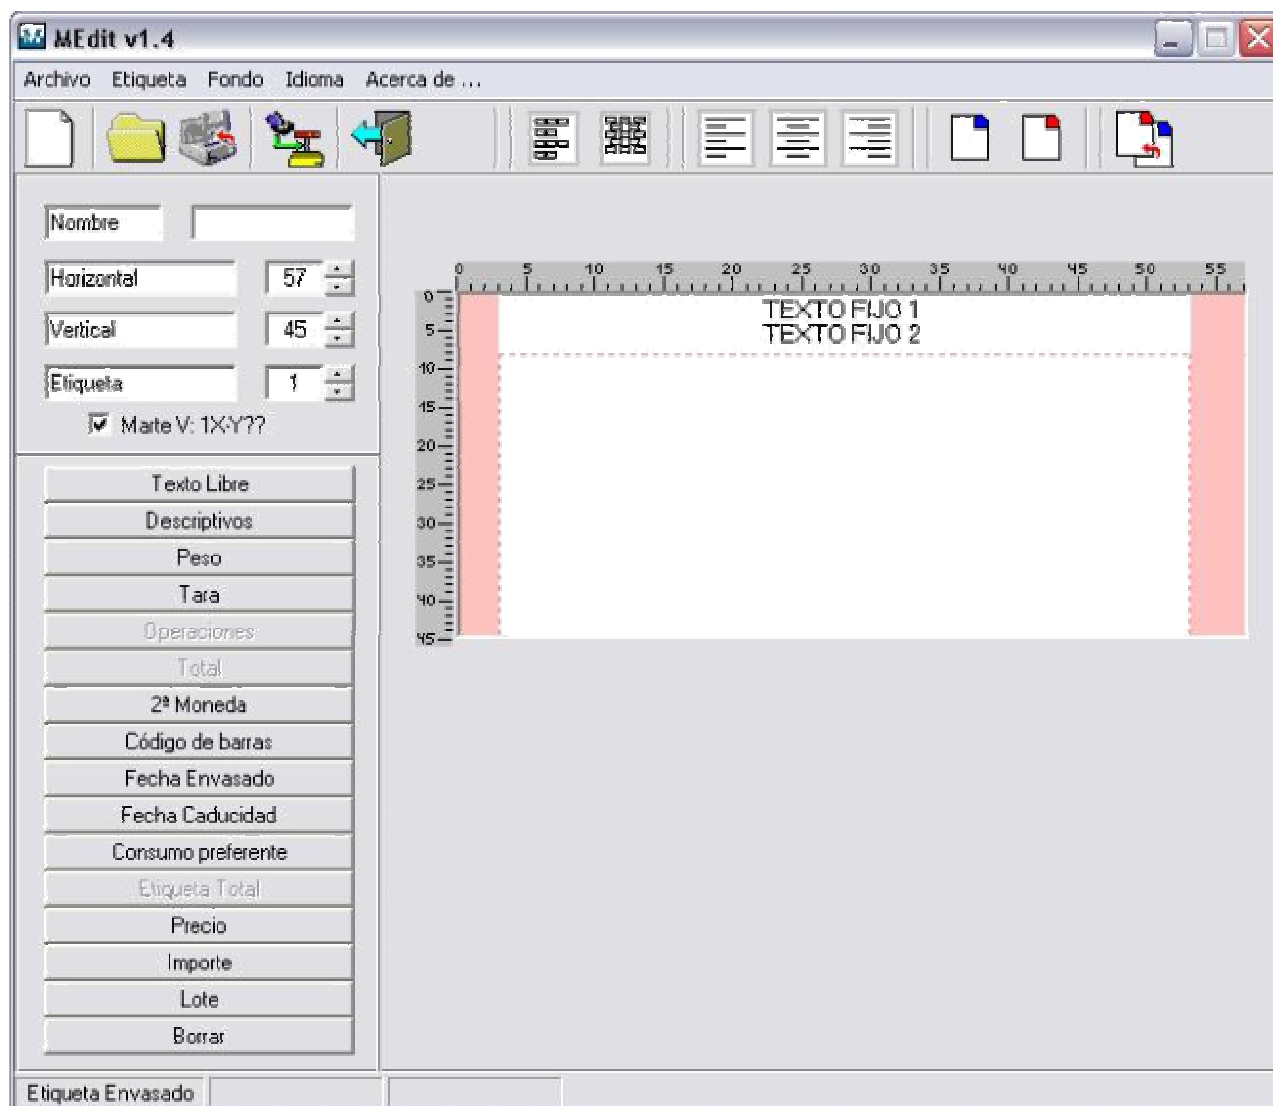 MEdit v1.4
Archivo Etiqueta Fondo Idioma Acerca de ...
Nombre
Horizontal 57
Vertical 45
Etiqueta 1
Marte V: 1X-Y??
0 5 10 15 20 25 30 35 40 45 50 55
0
5
10
15
20
25
30
35
40
45
TEXTO FIJO 1
TEXTO FIJO 2
Texto Libre
Descriptivos
Peso
Tara
Operaciones
Total
2ª Moneda
Código de barras
Fecha Envasado
Fecha Caducidad
Consumo preferente
Etiqueta Total
Precio
Importe
Lote
Borrar
Etiqueta Envasado